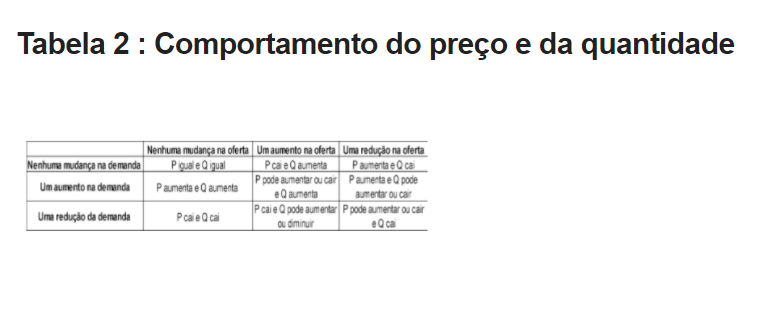 Tabela 2 : Comportamento do preço e da quantidade
Nenhuma mudança na oferta Um aumento na oferta Uma redução na oferta
Nenhuma mudança na demanda P igual e Q igual P cai e Q aumenta P aumenta e Q cai
Um aumento na demanda P aumenta e Q aumenta P pode aumentar ou cair e Q aumenta P aumenta e Q pode aumentar ou cair
Uma redução da demanda P cai e Q cai P cai e Q pode aumentar ou diminuir P pode aumentar ou cair e Q cai